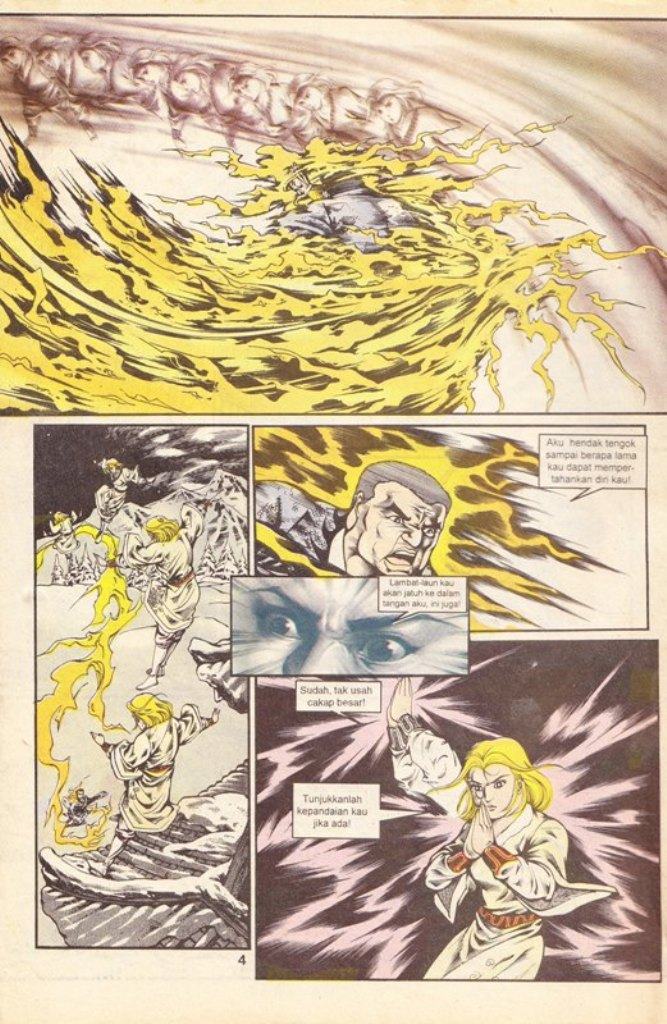 Aku hendak tengok
sampai berapa lama
kau dapat memper-
tahankan diri kau!
Lambat-laun kau
akan jatuh ke dalam
tangan aku, ini juga!
Sudah, tak usah
cakap besar!
Tunjukkanlah
kepandaian kau
jika ada!
4